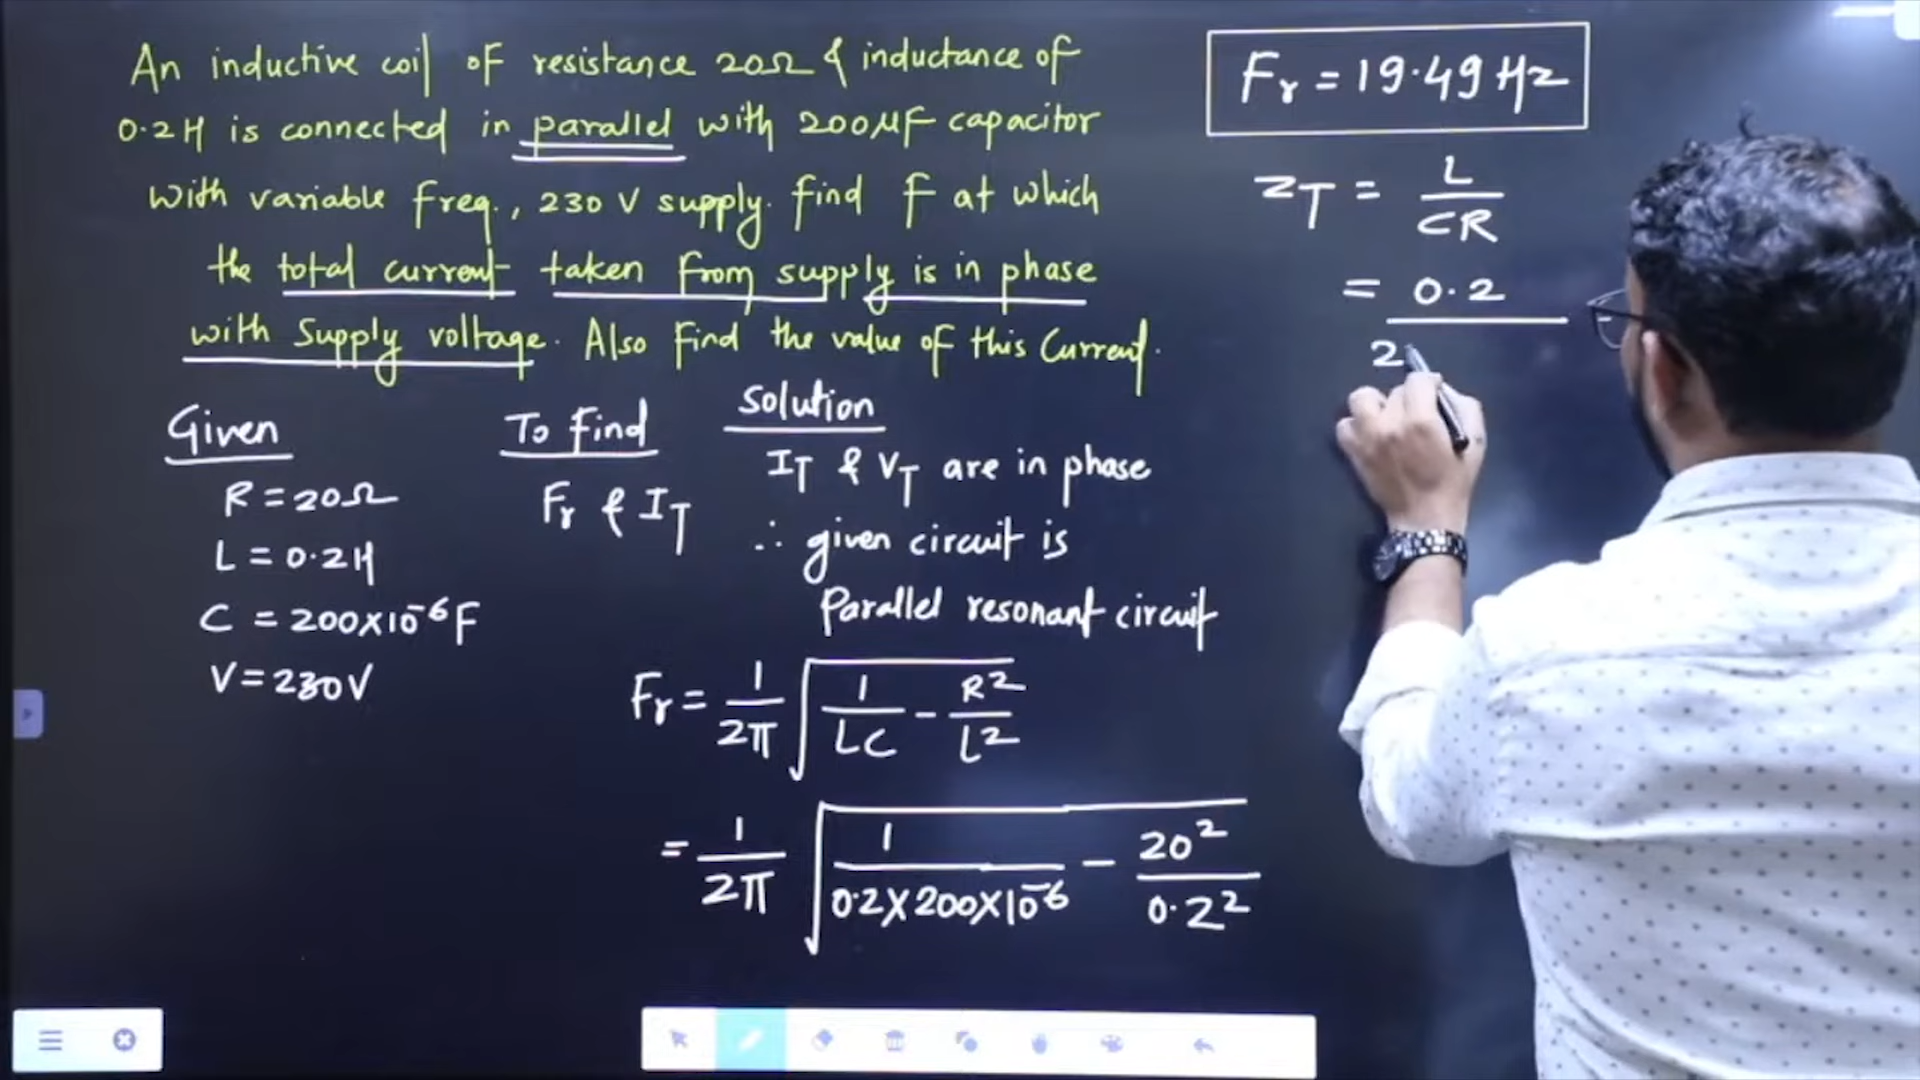 An inductive coil of resistance 20Ω & inductance of
0.2H is connected in parallel with 200μF capacitor
with variable freq., 230 V supply. find f at which
the total current taken from supply is in phase
with supply voltage. Also find the value of this current.
Given
R = 20Ω
L = 0.2H
C = 200×10⁻⁶F
V = 230V
To find
Fr & IT
Solution
IT & VT are in phase
∴ given circuit is
Parallel resonant circuit
Fr = 1/2π √(1/LC - R²/L²)
= 1/2π √(1/(0.2×200×10⁻⁶) - 20²/0.2²)
Fr = 19.49 Hz
ZT = L/CR
= 0.2/2